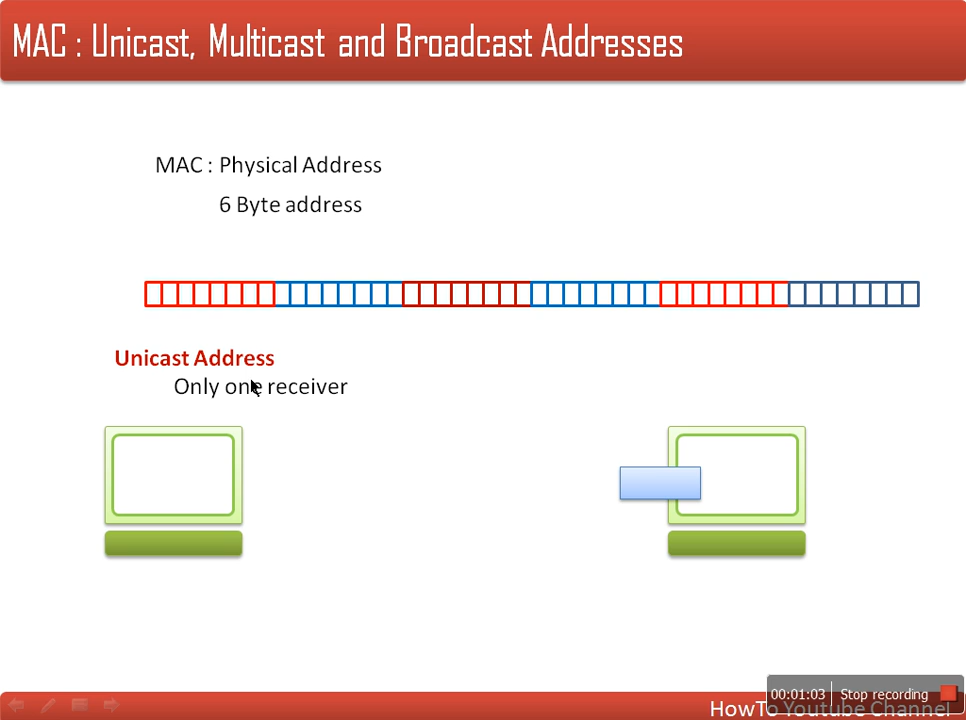 MAC : Unicast, Multicast and Broadcast Addresses
MAC : Physical Address
6 Byte address
Unicast Address
Only one receiver
00:01:03 Stop recording
HowTo Youtube Channel